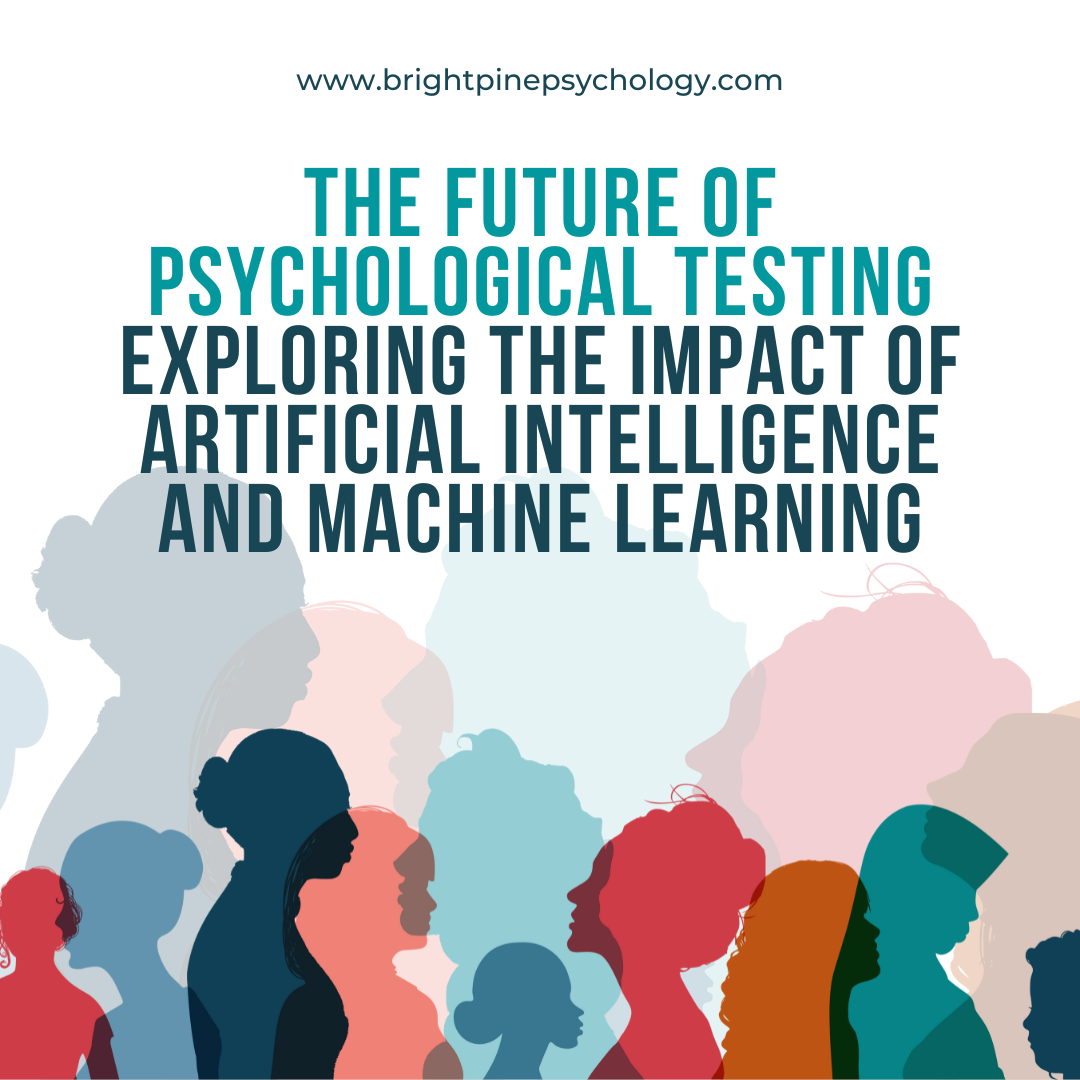 www.brightpinepsychology.com
THE FUTURE OF
PSYCHOLOGICAL TESTING
EXPLORING THE IMPACT OF
ARTIFICIAL INTELLIGENCE
AND MACHINE LEARNING